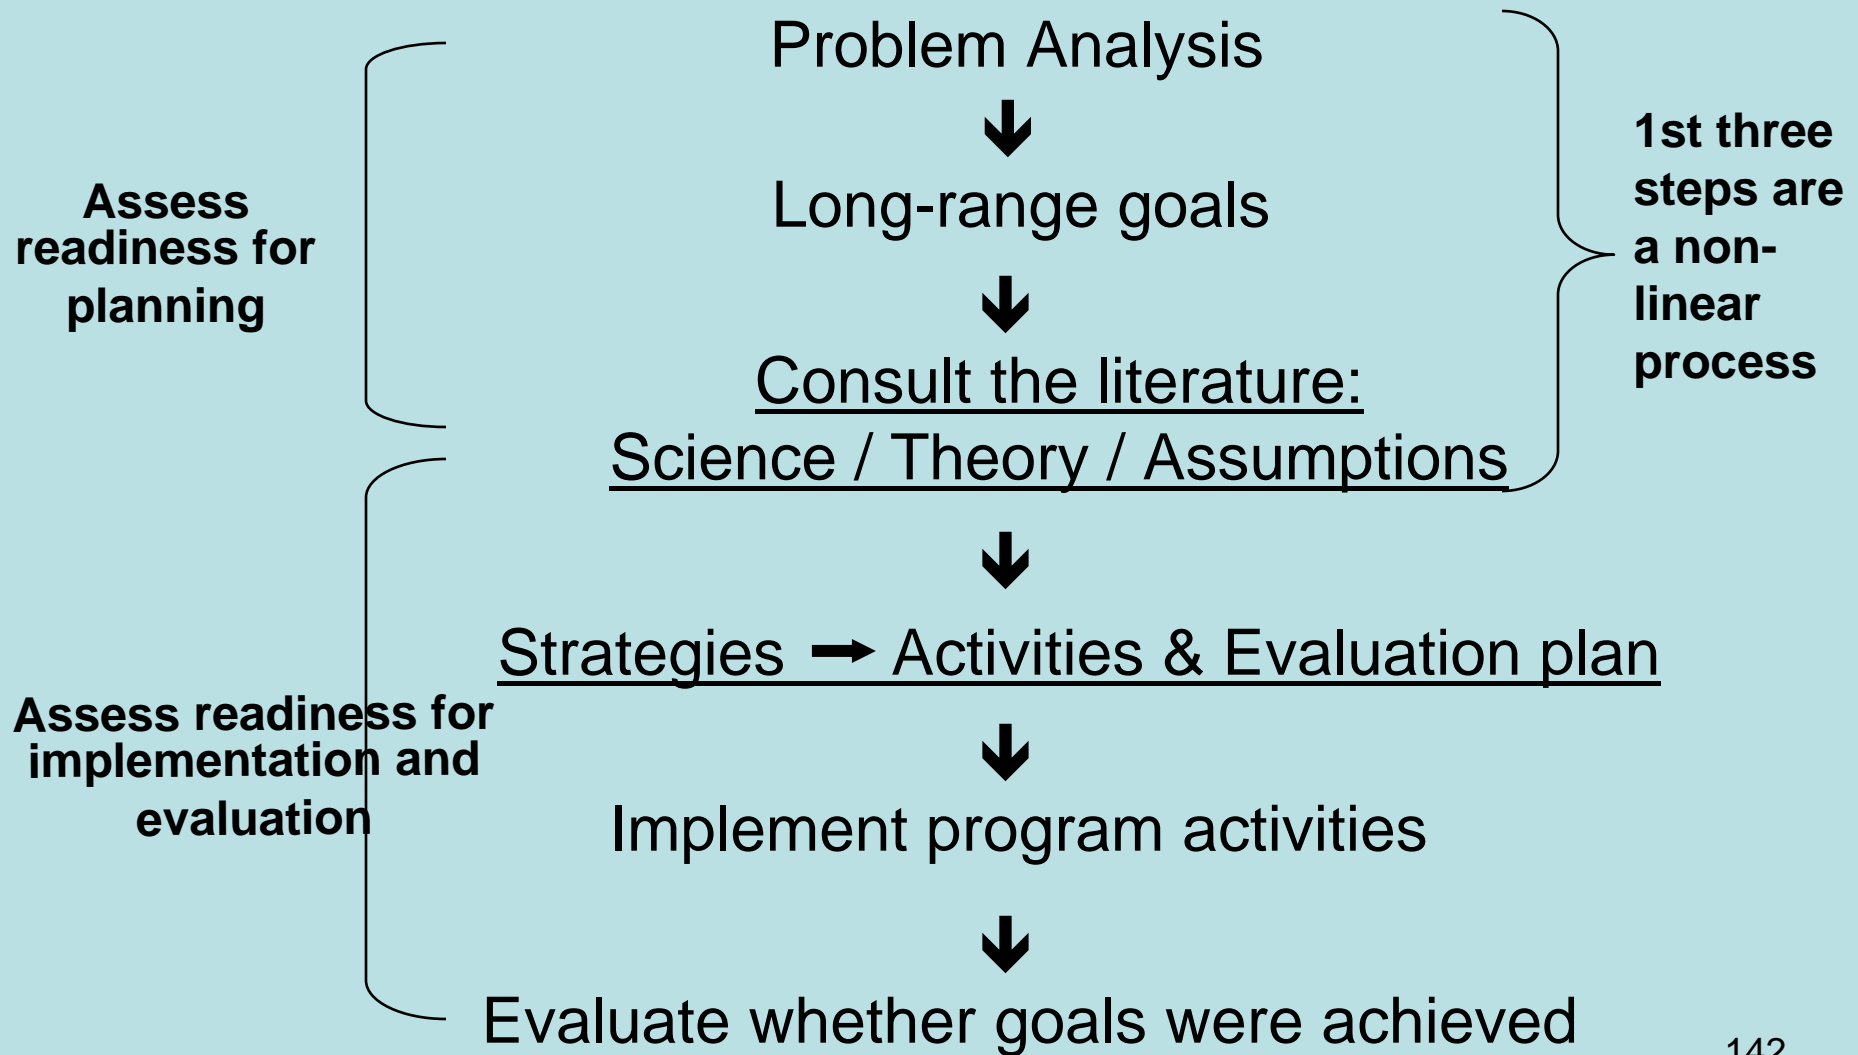 Problem Analysis
Long-range goals
Consult the literature:
Science / Theory / Assumptions
Strategies → Activities & Evaluation plan
Implement program activities
Evaluate whether goals were achieved
Assess
readiness for
planning
Assess readiness for
implementation and
evaluation
1st three
steps are
a non-
linear
process
142